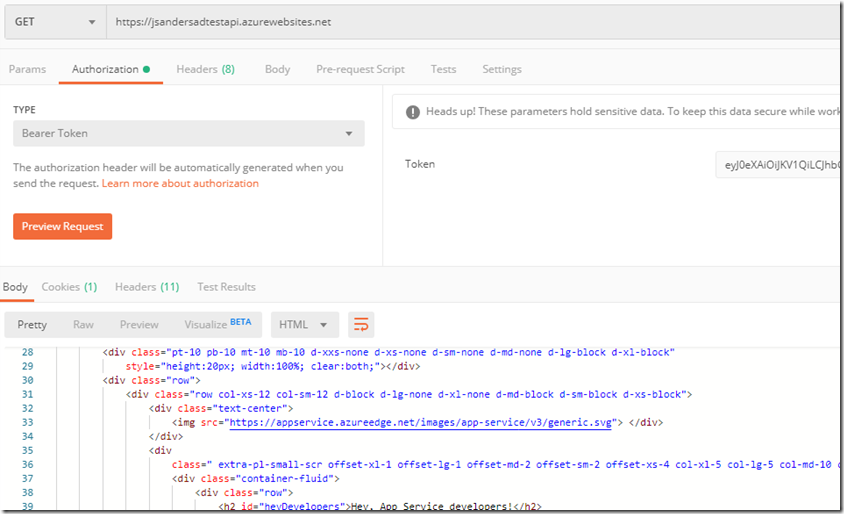 GET https://jsandersadtestapi.azurewebsites.net
Params Authorization Headers (8) Body Pre-request Script Tests Settings
TYPE
Bearer Token
The authorization header will be automatically generated when you
send the request. Learn more about authorization
Preview Request
Heads up! These parameters hold sensitive data. To keep this data secure while work
Token
Body Cookies (1) Headers (11) Test Results
Pretty Raw Preview Visualize BETA HTML
28 <div class="pt-10 pb-10 mt-10 mb-10 d-xxs-none d-xs-none d-sm-none d-md-none d-lg-block d-xl-block"
29 style="height:20px; width:100%; clear:both;"></div>
30 <div class="row">
31 <div class="row col-xs-12 col-sm-12 d-block d-lg-none d-xl-none d-md-block d-sm-block d-xs-block">
32 <div class="text-center">
33 <img src="https://appservice.azureedge.net/images/app-service/v3/generic.svg"> </div>
34 </div>
35 <div
36 class=" extra-pl-small-scr offset-xl-1 offset-lg-1 offset-md-2 offset-sm-2 offset-xs-4 col-xl-5 col-lg-5 col-md-10
37 <div class="container-fluid">
38 <div class="row">
39 <h2 id="heyDevelopers">Hey, App Service developers!</h2>